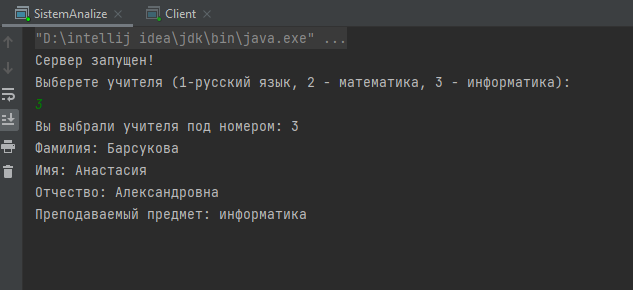 SistemAnalize × Client ×
"D:\intellij idea\jdk\bin\java.exe" ...
Сервер запущен!
Выберете учителя (1-русский язык, 2 - математика, 3 - информатика):
3
Вы выбрали учителя под номером: 3
Фамилия: Барсукова
Имя: Анастасия
Отчество: Александровна
Преподаваемый предмет: информатика